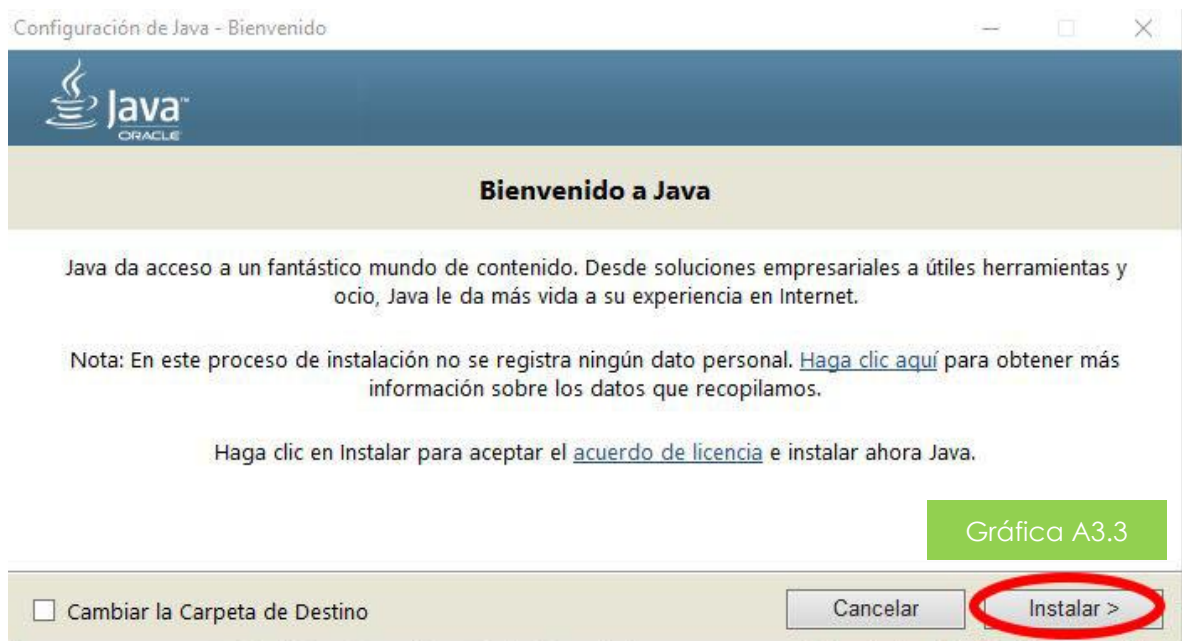 Configuración de Java - Bienvenido
Java™
ORACLE
Bienvenido a Java
Java da acceso a un fantástico mundo de contenido. Desde soluciones empresariales a útiles herramientas y
ocio, Java le da más vida a su experiencia en Internet.
Nota: En este proceso de instalación no se registra ningún dato personal. Haga clic aquí para obtener más
información sobre los datos que recopilamos.
Haga clic en Instalar para aceptar el acuerdo de licencia e instalar ahora Java.
Gráfica A3.3
Cambiar la Carpeta de Destino
Cancelar
Instalar >